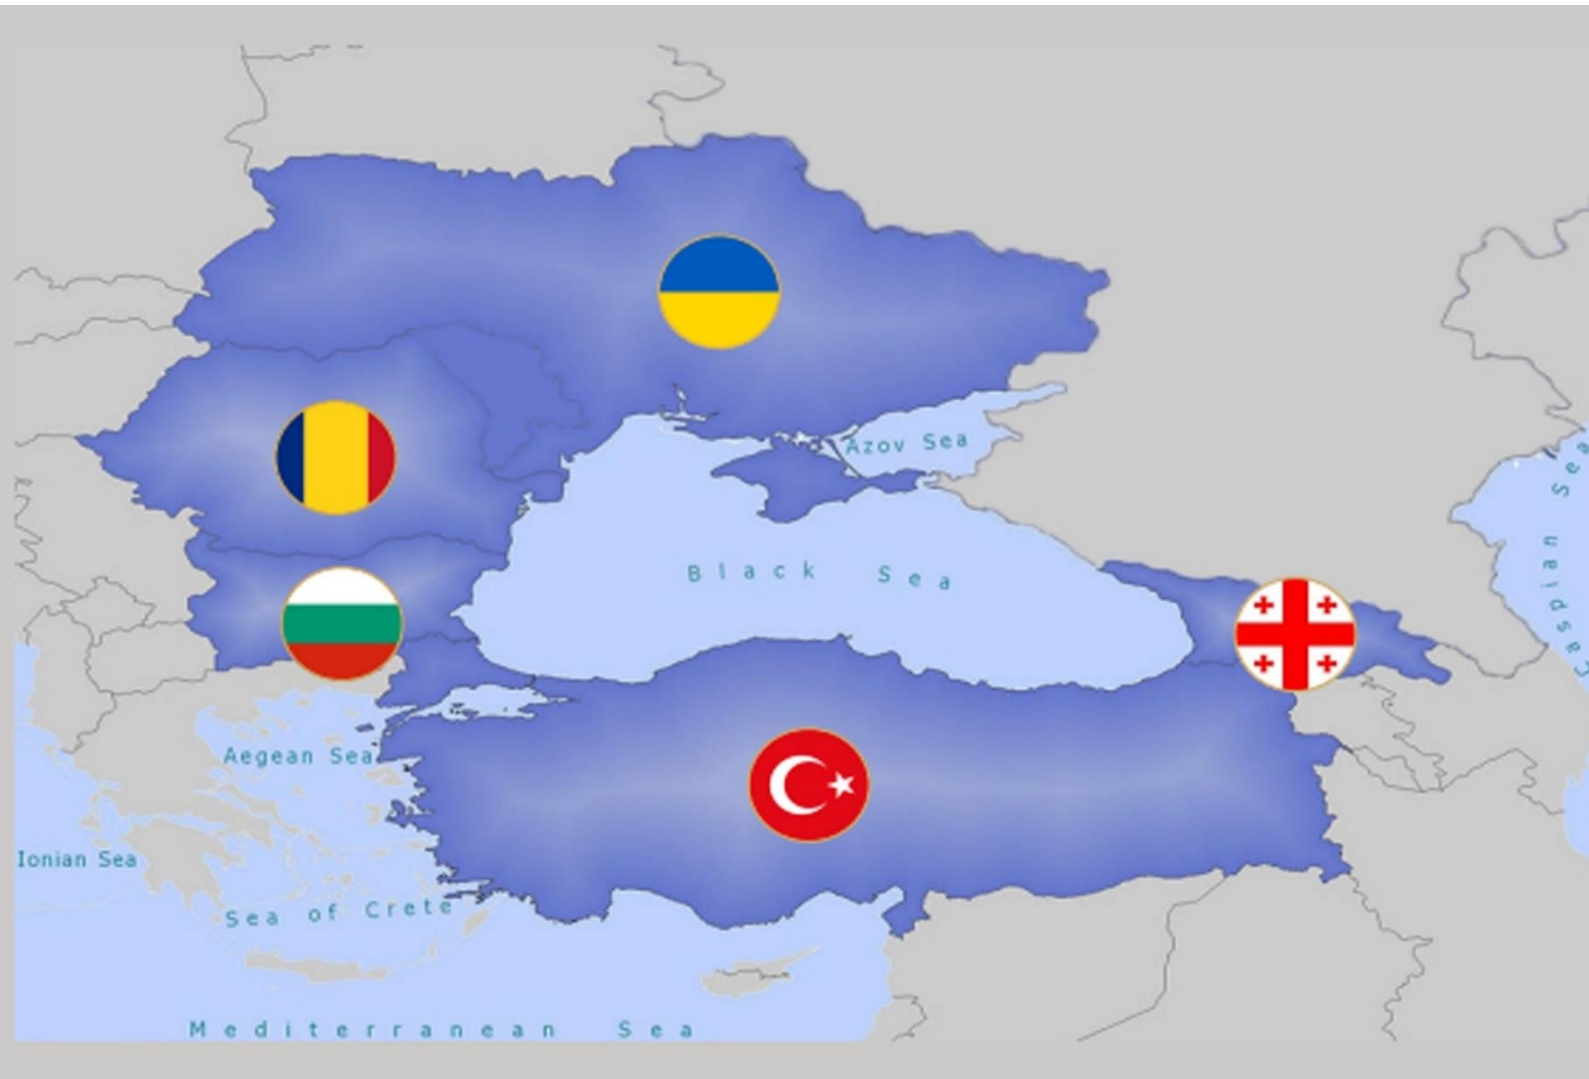 Azov Sea
Black Sea
Caspian Sea
Aegean Sea
Ionian Sea
Sea of Crete
Mediterranean Sea